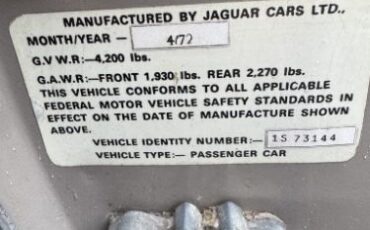 MANUFACTURED BY JAGUAR CARS LTD..
MONTH/YEAR — 4/72
G.V W.R:—4,200 lbs.
G.A.W.R:—FRONT 1,930 lbs. REAR 2,270 lbs.
THIS VEHICLE CONFORMS TO ALL APPLICABLE
FEDERAL MOTOR VEHICLE SAFETY STANDARDS IN
EFFECT ON THE DATE OF MANUFACTURE SHOWN
ABOVE.
VEHICLE IDENTITY NUMBER:— 1S 73144
VEHICLE TYPE:— PASSENGER CAR